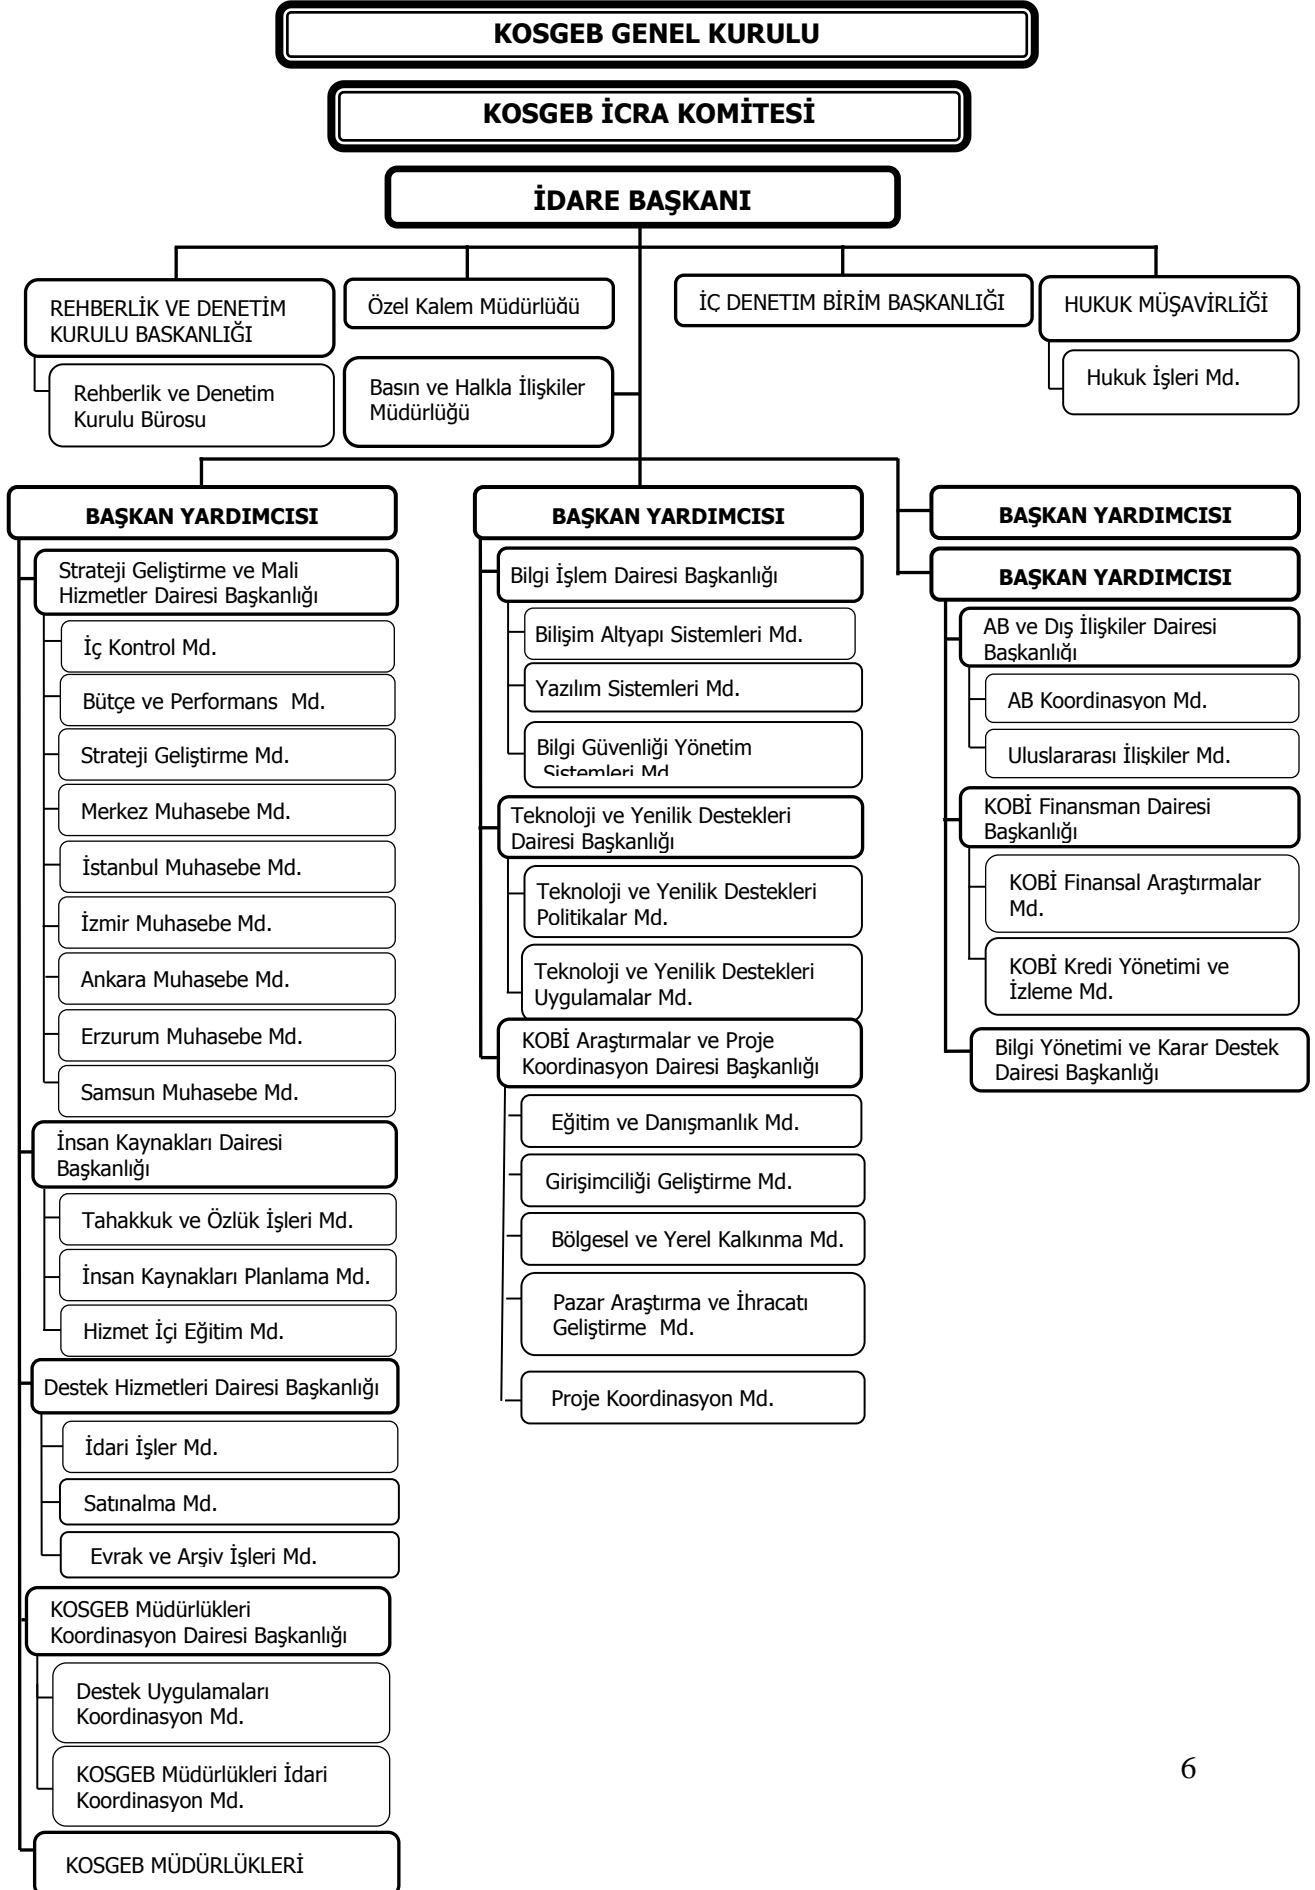 KOSGEB GENEL KURULU
KOSGEB İCRA KOMİTESİ
İDARE BAŞKANI
REHBERLİK VE DENETİM
KURULU BASKANLIĞI
Rehberlik ve Denetim
Kurulu Bürosu
Özel Kalem Müdürlüğü
Basın ve Halkla İlişkiler
Müdürlüğü
İÇ DENETIM BİRİM BAŞKANLIĞI
HUKUK MÜŞAVİRLİĞİ
Hukuk İşleri Md.
BAŞKAN YARDIMCISI
Strateji Geliştirme ve Mali
Hizmetler Dairesi Başkanlığı
İç Kontrol Md.
Bütçe ve Performans  Md.
Strateji Geliştirme Md.
Merkez Muhasebe Md.
İstanbul Muhasebe Md.
İzmir Muhasebe Md.
Ankara Muhasebe Md.
Erzurum Muhasebe Md.
Samsun Muhasebe Md.
İnsan Kaynakları Dairesi
Başkanlığı
Tahakkuk ve Özlük İşleri Md.
İnsan Kaynakları Planlama Md.
Hizmet İçi Eğitim Md.
Destek Hizmetleri Dairesi Başkanlığı
İdari İşler Md.
Satınalma Md.
Evrak ve Arşiv İşleri Md.
KOSGEB Müdürlükleri
Koordinasyon Dairesi Başkanlığı
Destek Uygulamaları
Koordinasyon Md.
KOSGEB Müdürlükleri İdari
Koordinasyon Md.
KOSGEB MÜDÜRLÜKLERİ
BAŞKAN YARDIMCISI
Bilgi İşlem Dairesi Başkanlığı
Bilişim Altyapı Sistemleri Md.
Yazılım Sistemleri Md.
Bilgi Güvenliği Yönetim
Sistemleri Md
Teknoloji ve Yenilik Destekleri
Dairesi Başkanlığı
Teknoloji ve Yenilik Destekleri
Politikalar Md.
Teknoloji ve Yenilik Destekleri
Uygulamalar Md.
KOBİ Araştırmalar ve Proje
Koordinasyon Dairesi Başkanlığı
Eğitim ve Danışmanlık Md.
Girişimciliği Geliştirme Md.
Bölgesel ve Yerel Kalkınma Md.
Pazar Araştırma ve İhracatı
Geliştirme  Md.
Proje Koordinasyon Md.
BAŞKAN YARDIMCISI
BAŞKAN YARDIMCISI
AB ve Dış İlişkiler Dairesi
Başkanlığı
AB Koordinasyon Md.
Uluslararası İlişkiler Md.
KOBİ Finansman Dairesi
Başkanlığı
KOBİ Finansal Araştırmalar
Md.
KOBİ Kredi Yönetimi ve
İzleme Md.
Bilgi Yönetimi ve Karar Destek
Dairesi Başkanlığı
6